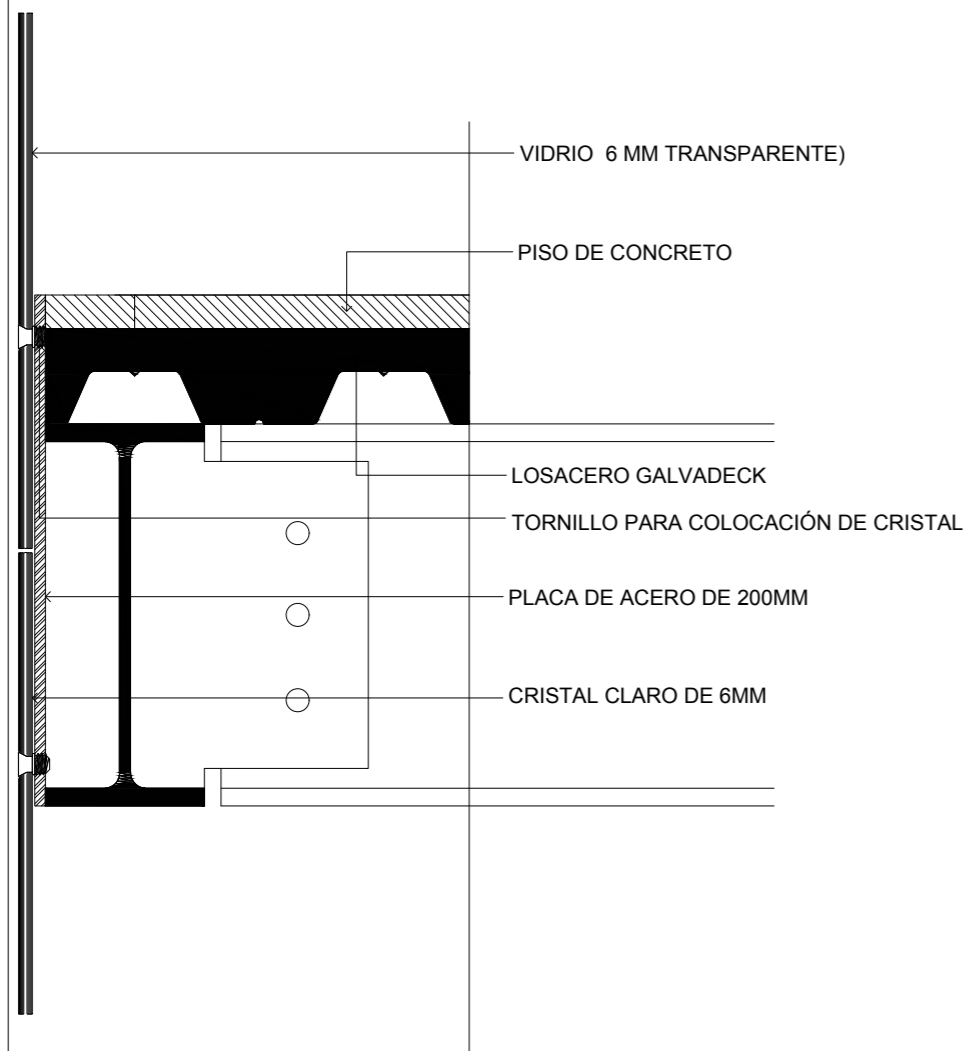 VIDRIO  6 MM TRANSPARENTE)
PISO DE CONCRETO
LOSACERO GALVADECK
TORNILLO PARA COLOCACIÓN DE CRISTAL
PLACA DE ACERO DE 200MM
CRISTAL CLARO DE 6MM